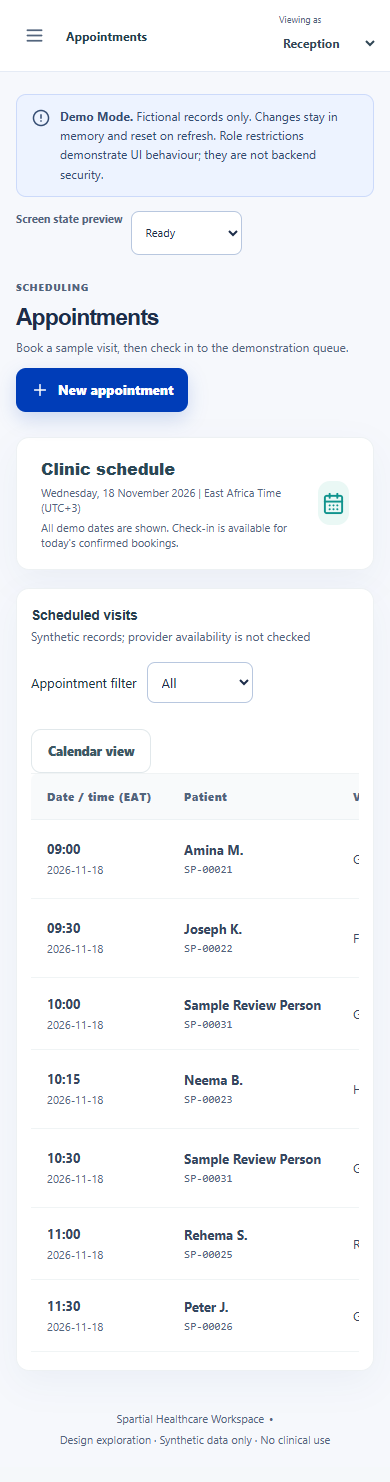 Viewing as
Appointments
Reception
Demo Mode. Fictional records only. Changes stay in
memory and reset on refresh. Role restrictions
demonstrate UI behaviour; they are not backend
security.
Screen state preview
Ready
SCHEDULING
Appointments
Book a sample visit, then check in to the demonstration queue.
New appointment
Clinic schedule
Wednesday, 18 November 2026 | East Africa Time
(UTC+3)
All demo dates are shown. Check-in is available for
today's confirmed bookings.
Scheduled visits
Synthetic records; provider availability is not checked
Appointment filter
All
Calendar view
Date / time (EAT) Patient
09:00 Amina M.
2026-11-18 SP-00021
09:30 Joseph K.
2026-11-18 SP-00022
10:00 Sample Review Person
2026-11-18 SP-00031
10:15 Neema B.
2026-11-18 SP-00023
10:30 Sample Review Person
2026-11-18 SP-00031
11:00 Rehema S.
2026-11-18 SP-00025
11:30 Peter J.
2026-11-18 SP-00026
Spartial Healthcare Workspace •
Design exploration · Synthetic data only · No clinical use